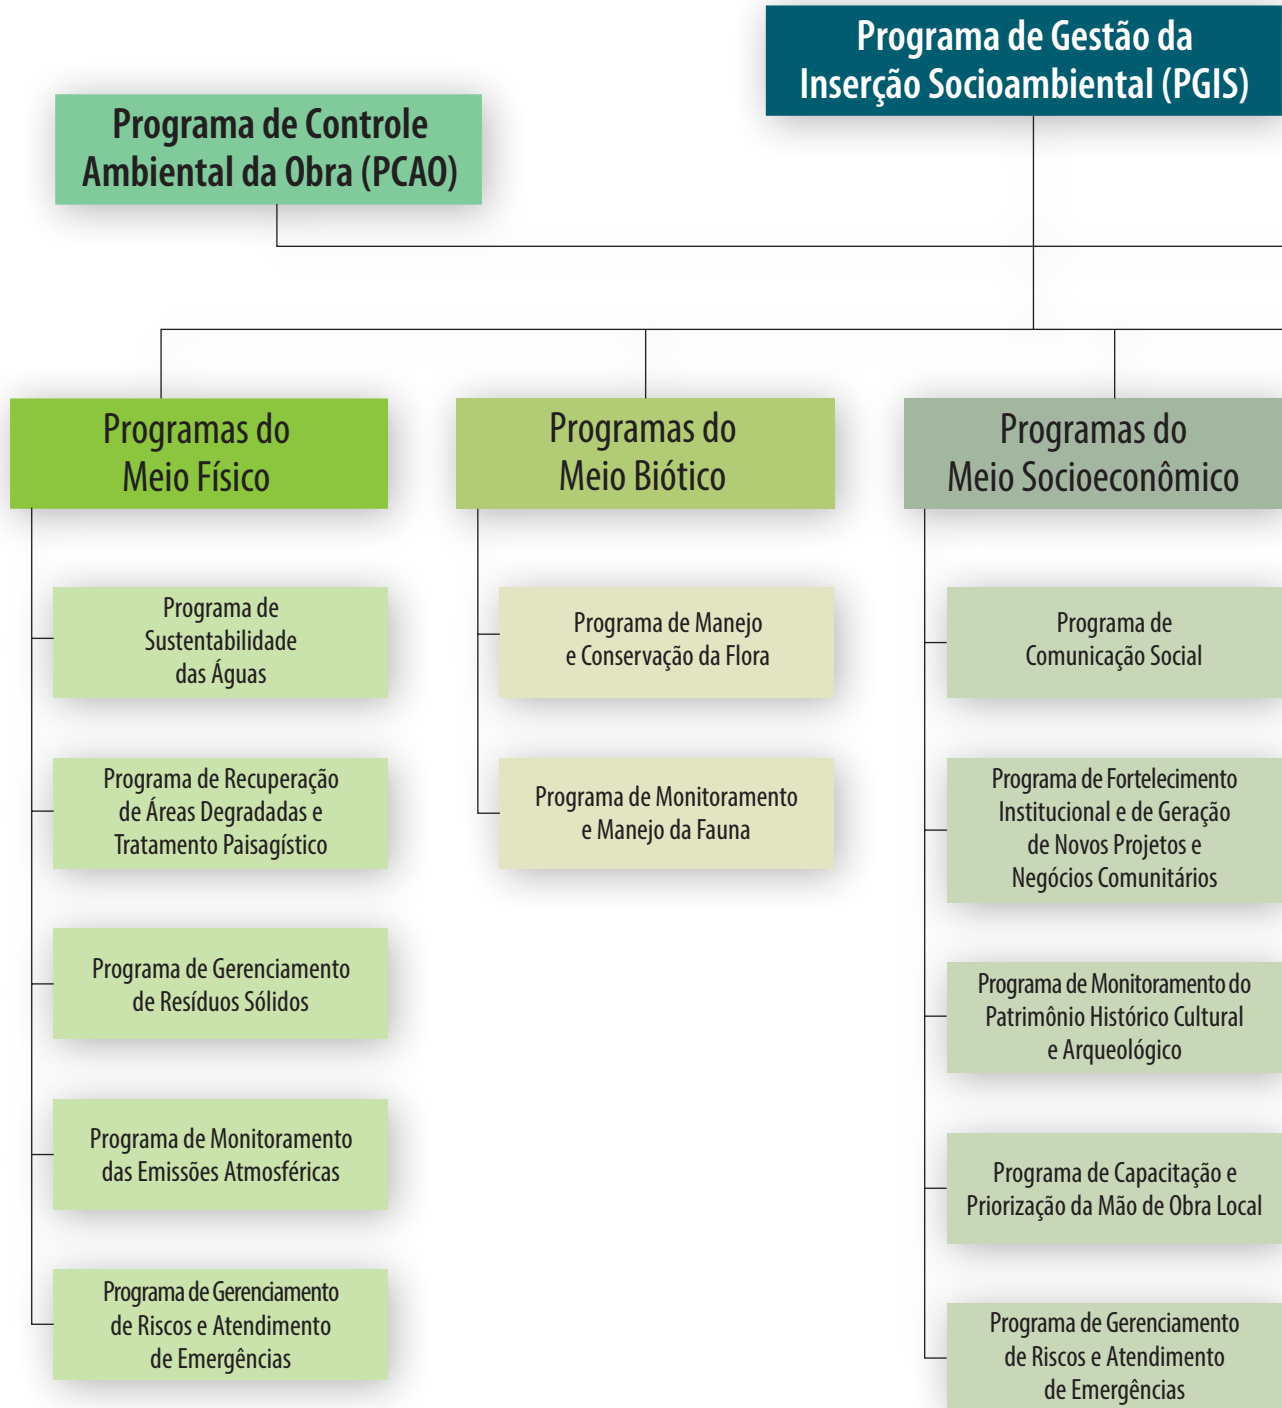 Programa de Gestão da
Inserção Socioambiental (PGIS)
Programa de Controle
Ambiental da Obra (PCAO)
Programas do
Meio Físico
Programa de
Sustentabilidade
das Águas
Programa de Recuperação
de Áreas Degradadas e
Tratamento Paisagístico
Programa de Gerenciamento
de Resíduos Sólidos
Programa de Monitoramento
das Emissões Atmosféricas
Programa de Gerenciamento
de Riscos e Atendimento
de Emergências
Programas do
Meio Biótico
Programa de Manejo
e Conservação da Flora
Programa de Monitoramento
e Manejo da Fauna
Programas do
Meio Socioeconômico
Programa de
Comunicação Social
Programa de Fortelecimento
Institucional e de Geração
de Novos Projetos e
Negócios Comunitários
Programa de Monitoramento do
Patrimônio Histórico Cultural
e Arqueológico
Programa de Capacitação e
Priorização da Mão de Obra Local
Programa de Gerenciamento
de Riscos e Atendimento
de Emergências